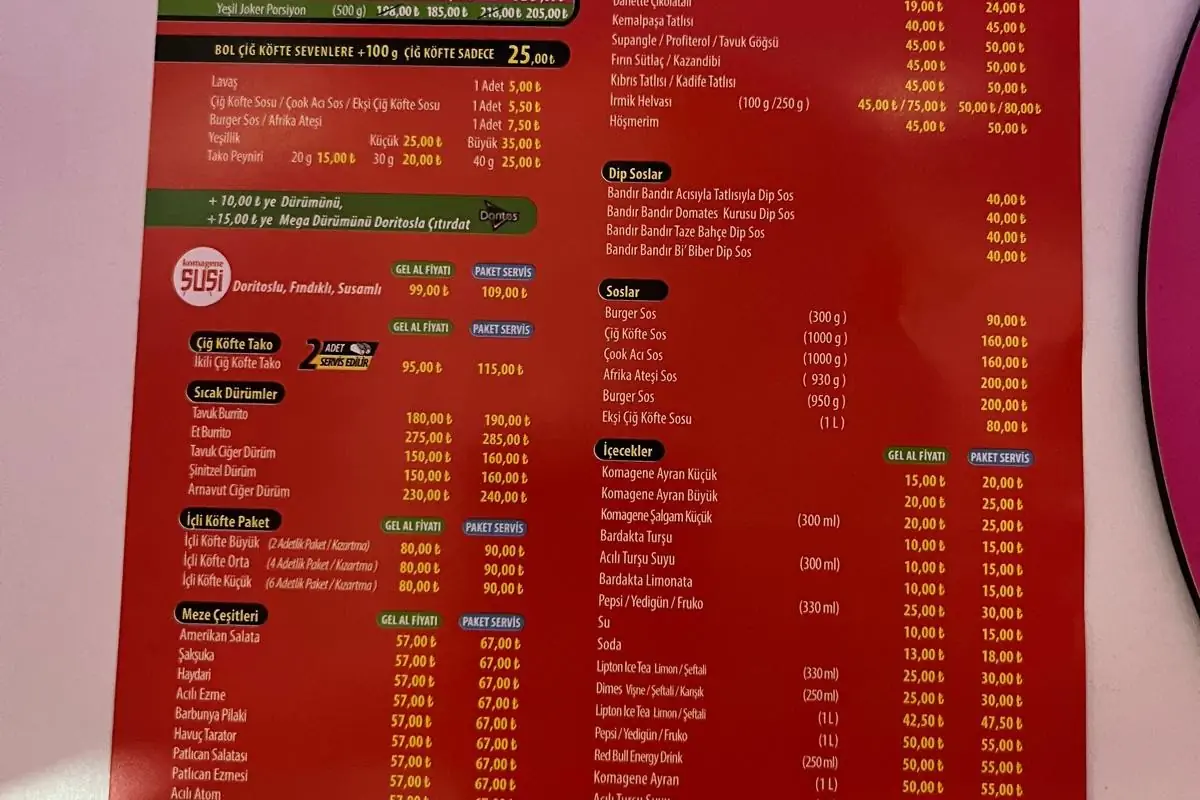 Yeşil Joker Porsiyon (500 g) 198,00 ₺ 185,00 ₺ 218,00 ₺ 205,00 ₺
BOL ÇİĞ KÖFTE SEVENLERE +100 g ÇİĞ KÖFTE SADECE 25,00 ₺
Lavaş 1 Adet 5,00 ₺
Çiğ Köfte Sosu / Çook Acı Sos / Ekşi Çiğ Köfte Sosu 1 Adet 5,50 ₺
Burger Sos / Afrika Ateşi 1 Adet 7,50 ₺
Yeşillik Küçük 25,00 ₺ Büyük 35,00 ₺
Tako Peyniri 20 g 15,00 ₺ 30 g 20,00 ₺ 40 g 25,00 ₺
+ 10,00 ₺ ye Dürümünü,
+15,00 ₺ ye Mega Dürümünü Doritosla Çıtırdat Doritos
komagene
ŞUŞİ
GEL AL FİYATI PAKET SERVİS
Doritoslu, Fındıklı, Susamlı 99,00 ₺ 109,00 ₺
GEL AL FİYATI PAKET SERVİS
Çiğ Köfte Tako 2 ADET SERVİS EDİLİR
İkili Çiğ Köfte Tako 95,00 ₺ 115,00 ₺
Sıcak Dürümler
Tavuk Burrito 180,00 ₺ 190,00 ₺
Et Burrito 275,00 ₺ 285,00 ₺
Tavuk Ciğer Dürüm 150,00 ₺ 160,00 ₺
Şinitzel Dürüm 150,00 ₺ 160,00 ₺
Arnavut Ciğer Dürüm 230,00 ₺ 240,00 ₺
İçli Köfte Paket GEL AL FİYATI PAKET SERVİS
İçli Köfte Büyük (2 Adetlik Paket / Kızartma) 80,00 ₺ 90,00 ₺
İçli Köfte Orta (4 Adetlik Paket / Kızartma) 80,00 ₺ 90,00 ₺
İçli Köfte Küçük (6 Adetlik Paket / Kızartma) 80,00 ₺ 90,00 ₺
Meze Çeşitleri GEL AL FİYATI PAKET SERVİS
Amerikan Salata 57,00 ₺ 67,00 ₺
Şakşuka 57,00 ₺ 67,00 ₺
Haydari 57,00 ₺ 67,00 ₺
Acılı Ezme 57,00 ₺ 67,00 ₺
Barbunya Pilaki 57,00 ₺ 67,00 ₺
Havuç Tarator 57,00 ₺ 67,00 ₺
Patlıcan Salatası 57,00 ₺ 67,00 ₺
Patlıcan Ezmesi 57,00 ₺ 67,00 ₺
Acılı Atom 57,00 ₺ 67,00 ₺
Danette Çikolatalı 19,00 ₺ 24,00 ₺
Kemalpaşa Tatlısı 40,00 ₺ 45,00 ₺
Supangle / Profiterol / Tavuk Göğsü 45,00 ₺ 50,00 ₺
Fırın Sütlaç / Kazandibi 45,00 ₺ 50,00 ₺
Kıbrıs Tatlısı / Kadife Tatlısı 45,00 ₺ 50,00 ₺
İrmik Helvası (100 g /250 g ) 45,00 ₺ / 75,00 ₺ 50,00 ₺ / 80,00 ₺
Höşmerim 45,00 ₺ 50,00 ₺
Dip Soslar
Bandır Bandır Acısıyla Tatlısıyla Dip Sos 40,00 ₺
Bandır Bandır Domates Kurusu Dip Sos 40,00 ₺
Bandır Bandır Taze Bahçe Dip Sos 40,00 ₺
Bandır Bandır Bi' Biber Dip Sos 40,00 ₺
Soslar
Burger Sos (300 g ) 90,00 ₺
Çiğ Köfte Sos (1000 g ) 160,00 ₺
Çook Acı Sos (1000 g ) 160,00 ₺
Afrika Ateşi Sos ( 930 g ) 200,00 ₺
Burger Sos (950 g ) 200,00 ₺
Ekşi Çiğ Köfte Sosu (1 L ) 80,00 ₺
İçecekler GEL AL FİYATI PAKET SERVİS
Komagene Ayran Küçük 15,00 ₺ 20,00 ₺
Komagene Ayran Büyük 20,00 ₺ 25,00 ₺
Komagene Şalgam Küçük (300 ml) 20,00 ₺ 25,00 ₺
Bardakta Turşu 10,00 ₺ 15,00 ₺
Acılı Turşu Suyu (300 ml) 10,00 ₺ 15,00 ₺
Bardakta Limonata 10,00 ₺ 15,00 ₺
Pepsi / Yedigün / Fruko (330 ml) 25,00 ₺ 30,00 ₺
Su 10,00 ₺ 15,00 ₺
Soda 13,00 ₺ 18,00 ₺
Lipton Ice Tea Limon / Şeftali (330 ml) 25,00 ₺ 30,00 ₺
Dimes Vişne / Şeftali / Karışık (250 ml) 25,00 ₺ 30,00 ₺
Lipton Ice Tea Limon / Şeftali (1L) 42,50 ₺ 47,50 ₺
Pepsi / Yedigün / Fruko (1L) 50,00 ₺ 55,00 ₺
Red Bull Energy Drink (250 ml) 50,00 ₺ 55,00 ₺
Komagene Ayran (1 L) 50,00 ₺ 55,00 ₺
Acılı Turşu Suyu